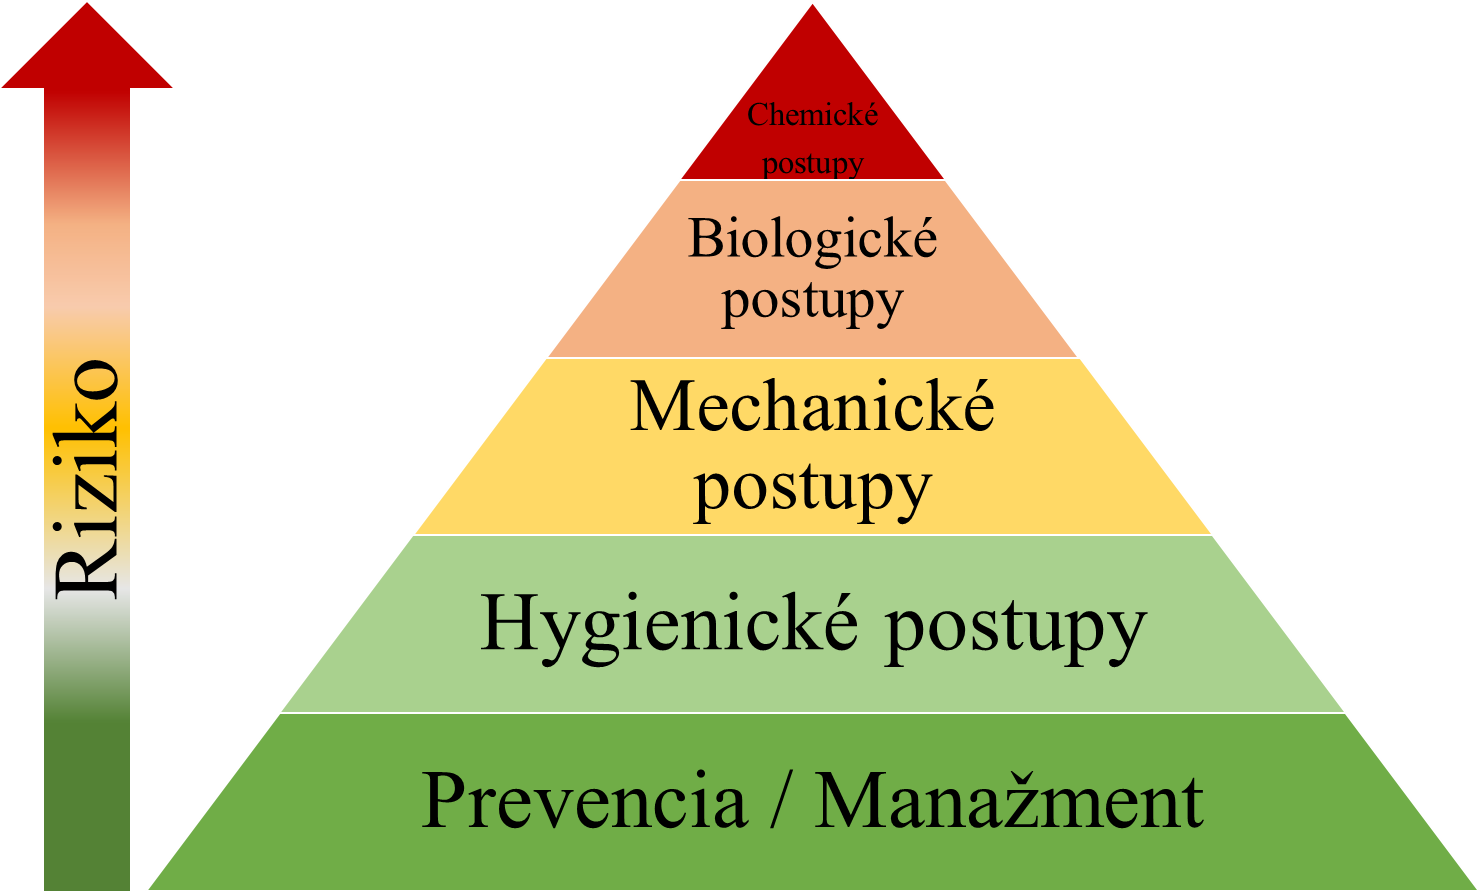 Riziko
Chemické
postupy
Biologické
postupy
Mechanické
postupy
Hygienické postupy
Prevencia / Manažment